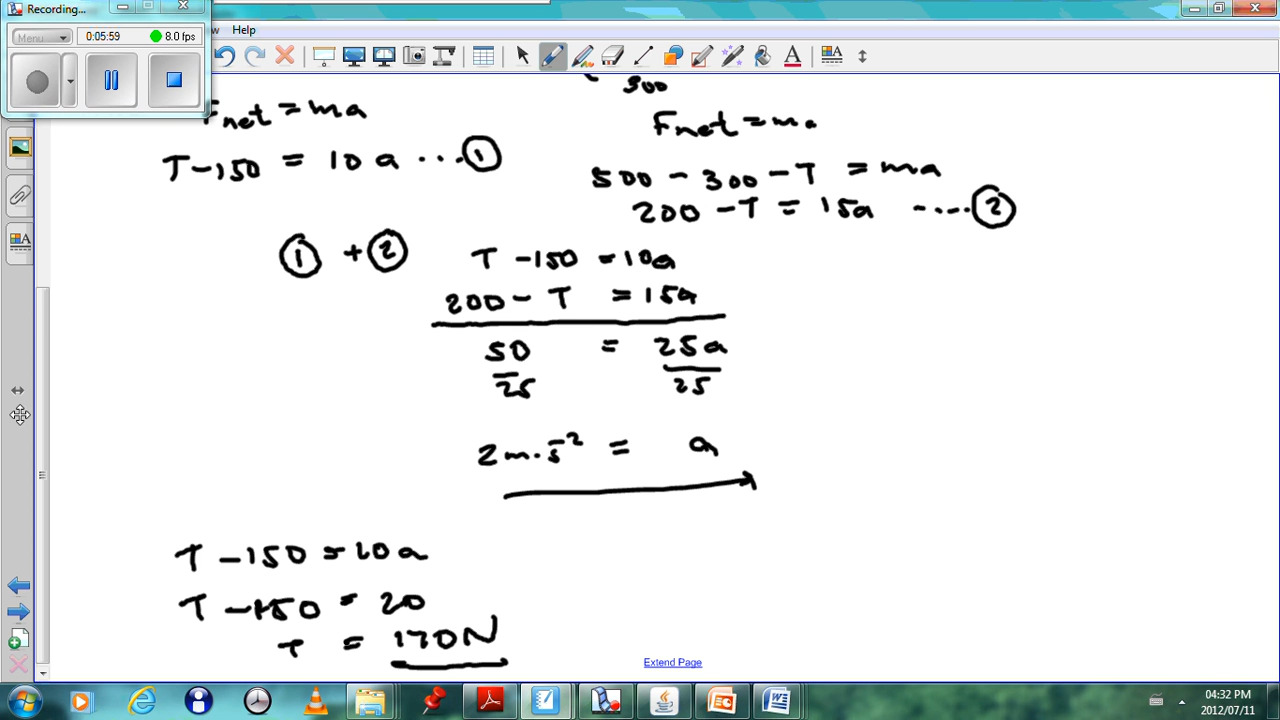 Recording...
Menu
0:05:59
8.0 fps
Help
300
Fnet = ma
T-150 = 10 a ...①
Fnet = ma
500 - 300 - T = ma
200 - T = 15a ....②
① + ②
T - 150 = 10a
200 - T = 15a
50 = 25a
25 25
2m.s⁻² = a
T - 150 = 10a
T - 150 = 20
T = 170N
Extend Page
04:32 PM
2012/07/11